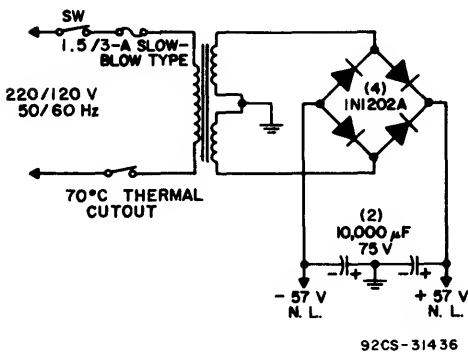 SW
1.5/3-A SLOW-
BLOW TYPE
220/120 V
50/60 Hz
70°C THERMAL
CUTOUT
(4)
1N1202A
(2)
10,000 μF
75 V
- + - +
- 57 V
N. L.
+ 57 V
N. L.
92CS-31436